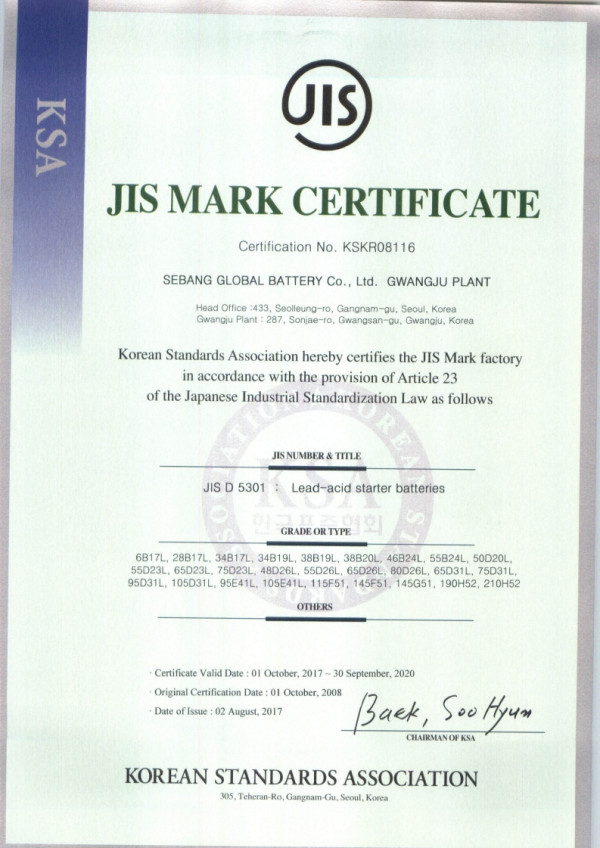 KSA
JIS
JIS MARK CERTIFICATE
Certification No. KSKR08116
SEBANG GLOBAL BATTERY Co., Ltd. GWANGJU PLANT
Head Office :433, Seolleung-ro, Gangnam-gu, Seoul, Korea
Gwangju Plant : 287, Sonjae-ro, Gwangsan-gu, Gwangju, Korea
Korean Standards Association hereby certifies the JIS Mark factory
in accordance with the provision of Article 23
of the Japanese Industrial Standardization Law as follows
JIS NUMBER & TITLE
JIS D 5301 : Lead-acid starter batteries
KSA
한국표준협회
GRADE OR TYPE
6B17L, 28B17L, 34B17L, 34B19L, 38B19L, 38B20L, 46B24L, 55B24L, 50D20L,
55D23L, 65D23L, 75D23L, 48D26L, 55D26L, 65D26L, 80D26L, 65D31L, 75D31L,
95D31L, 105D31L, 95E41L, 105E41L, 115F51, 145F51, 145G51, 190H52, 210H52
OTHERS
· Certificate Valid Date : 01 October, 2017 ~ 30 September, 2020
· Original Certification Date : 01 October, 2008
· Date of Issue : 02 August, 2017
Baek, Soo Hyun
CHAIRMAN OF KSA
KOREAN STANDARDS ASSOCIATION
305, Teheran-Ro, Gangnam-Gu, Seoul, Korea